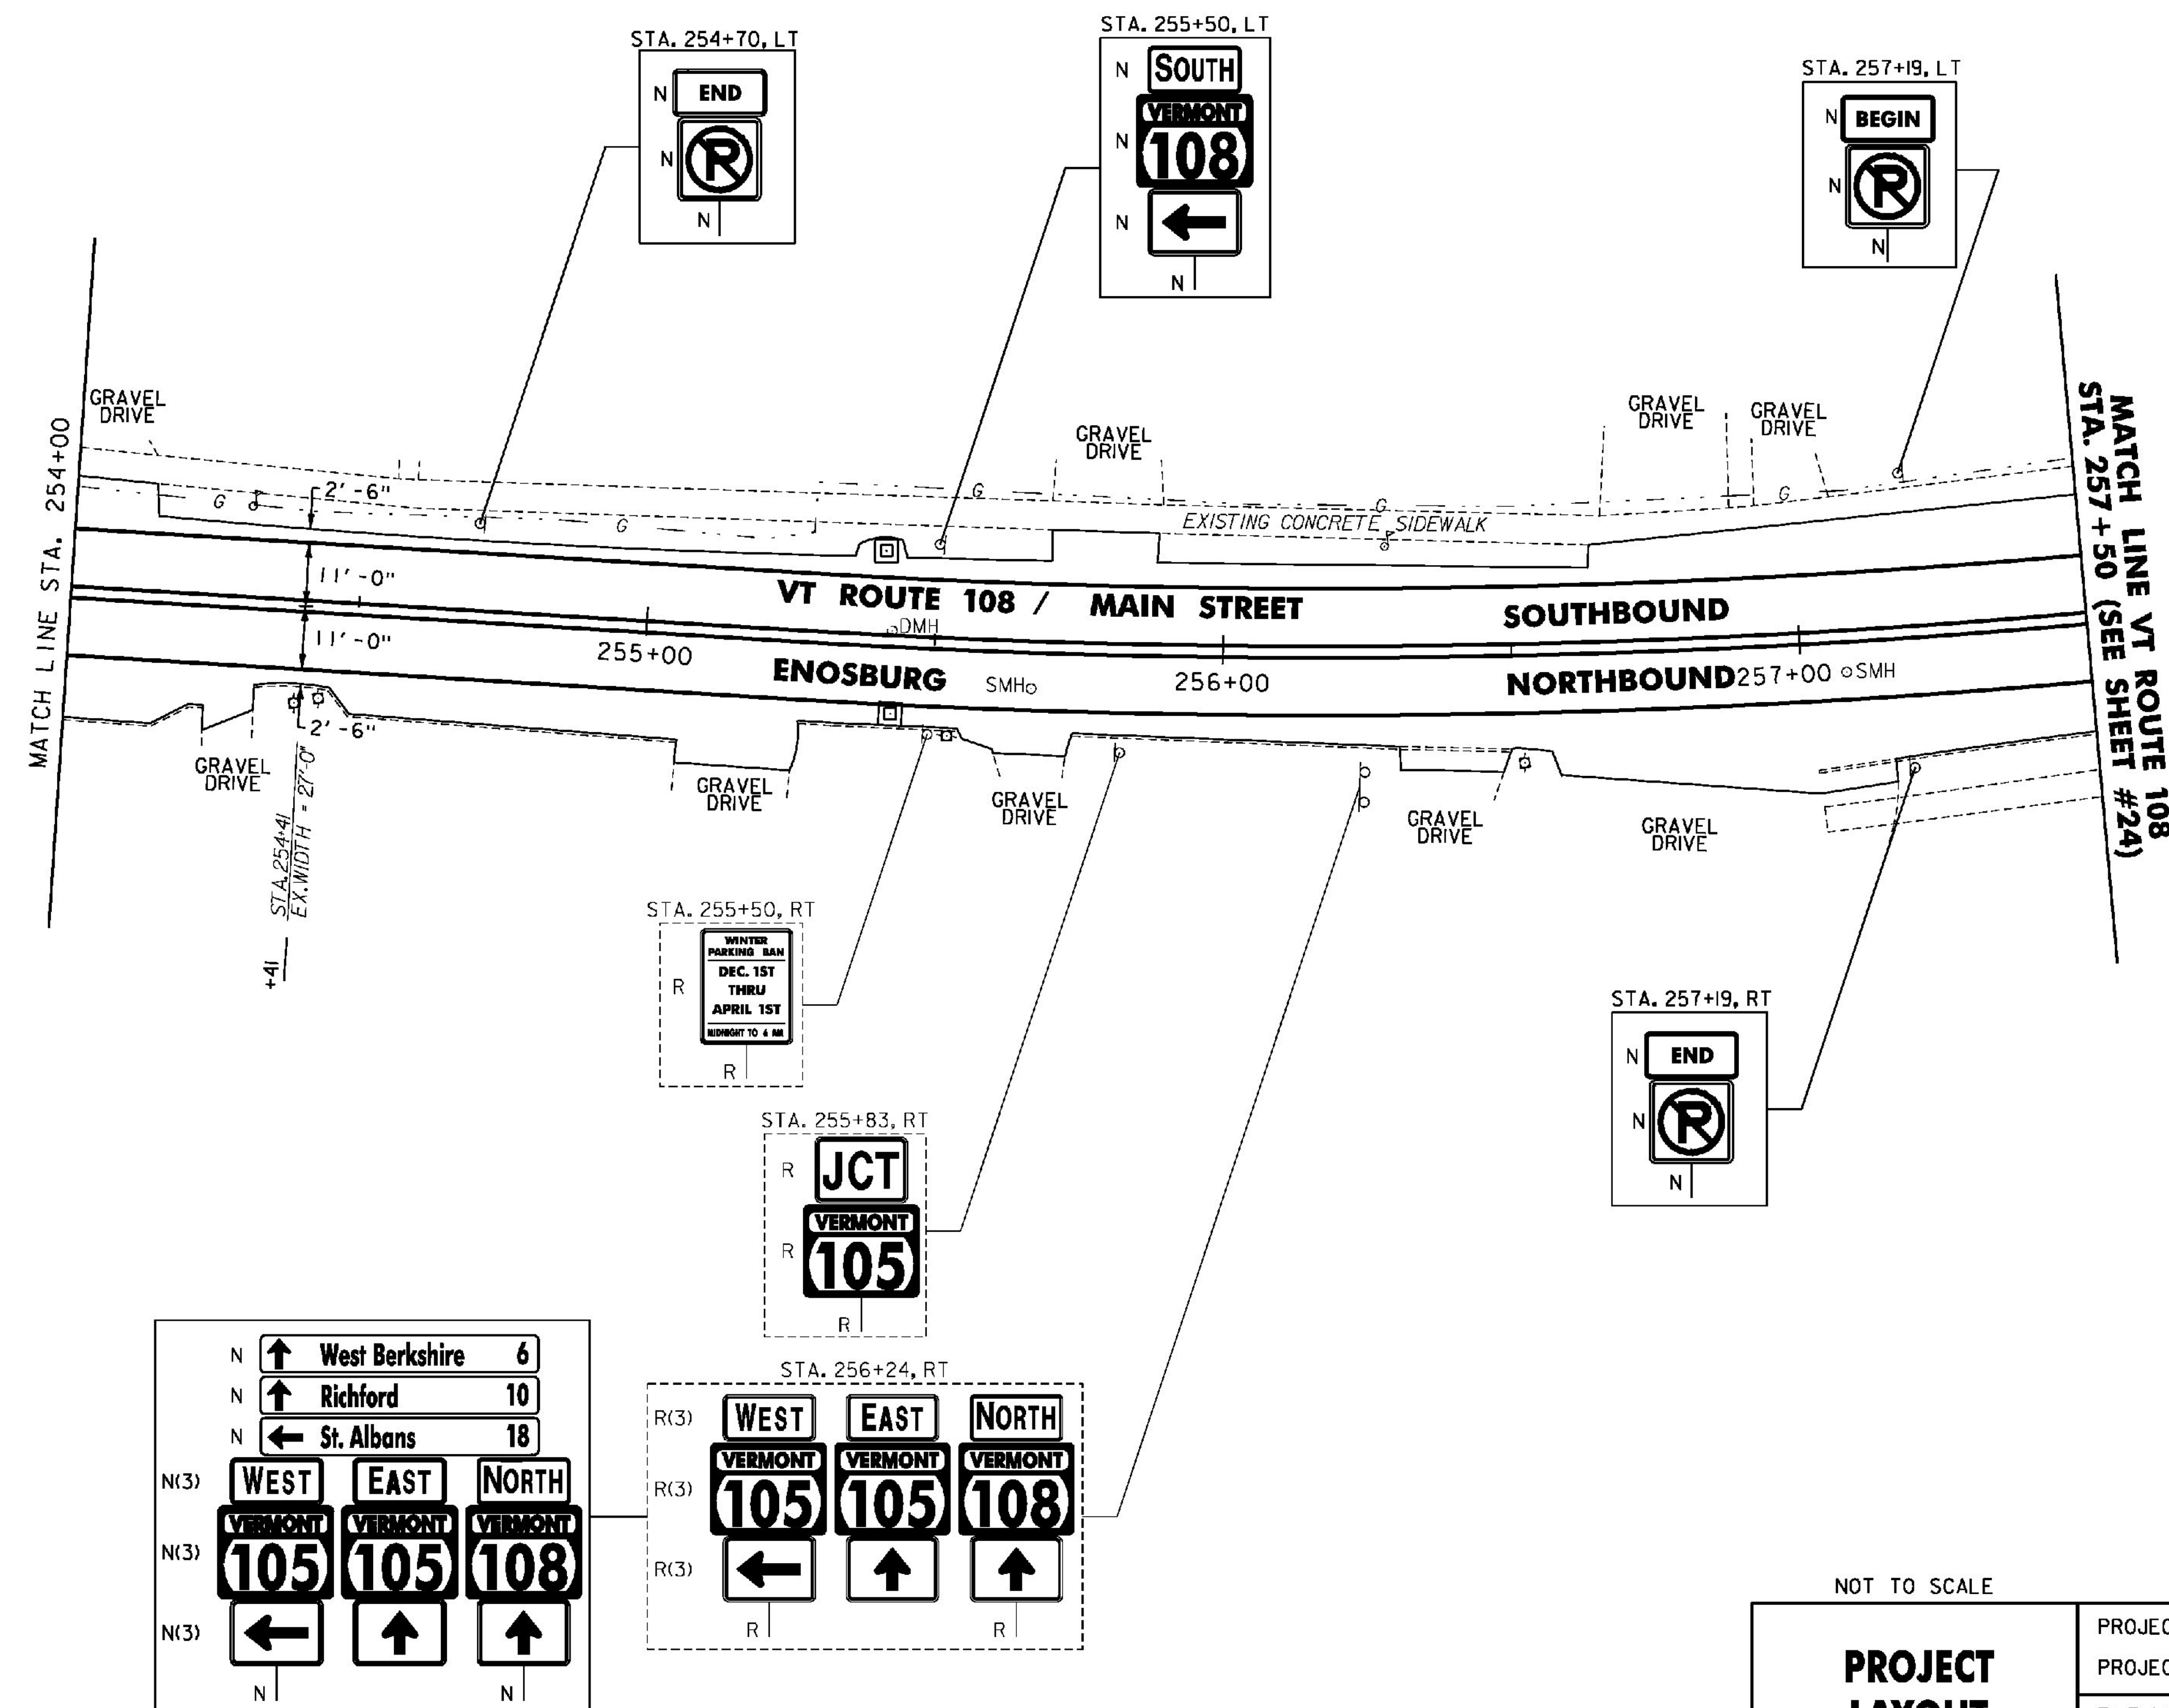 STA. 254+70, LT
N END
N P
N
STA. 255+50, LT
N SOUTH
VERMONT
N 108
N
N
STA. 257+19, LT
N BEGIN
N P
N
MATCH LINE STA. 254+00
GRAVEL
DRIVE
GRAVEL
DRIVE
GRAVEL
DRIVE
GRAVEL
DRIVE
2'-6"
G
G
G
G
G
EXISTING CONCRETE SIDEWALK
11'-0"
11'-0"
VT ROUTE 108 / MAIN STREET
SOUTHBOUND
DMH
255+00
ENOSBURG
SMH
256+00
NORTHBOUND
257+00
SMH
MATCH LINE VT ROUTE 108
STA. 257+50 (SEE SHEET #24)
2'-6"
GRAVEL
DRIVE
STA.254+41
EX.WIDTH = 27'-0"
+41
GRAVEL
DRIVE
GRAVEL
DRIVE
GRAVEL
DRIVE
GRAVEL
DRIVE
STA. 255+50, RT
WINTER
PARKING BAN
DEC. 1ST
R THRU
APRIL 1ST
MIDNIGHT TO 6 AM
R
STA. 257+19, RT
N END
N P
N
STA. 255+83, RT
R JCT
VERMONT
R 105
R
N West Berkshire 6
N Richford 10
N St. Albans 18
N(3) WEST EAST NORTH
VERMONT VERMONT VERMONT
N(3) 105 105 108
N(3)
N N
STA. 256+24, RT
R(3) WEST EAST NORTH
VERMONT VERMONT VERMONT
R(3) 105 105 108
R(3)
R R
NOT TO SCALE
PROJECT
LAYOUT
PROJEC
PROJEC